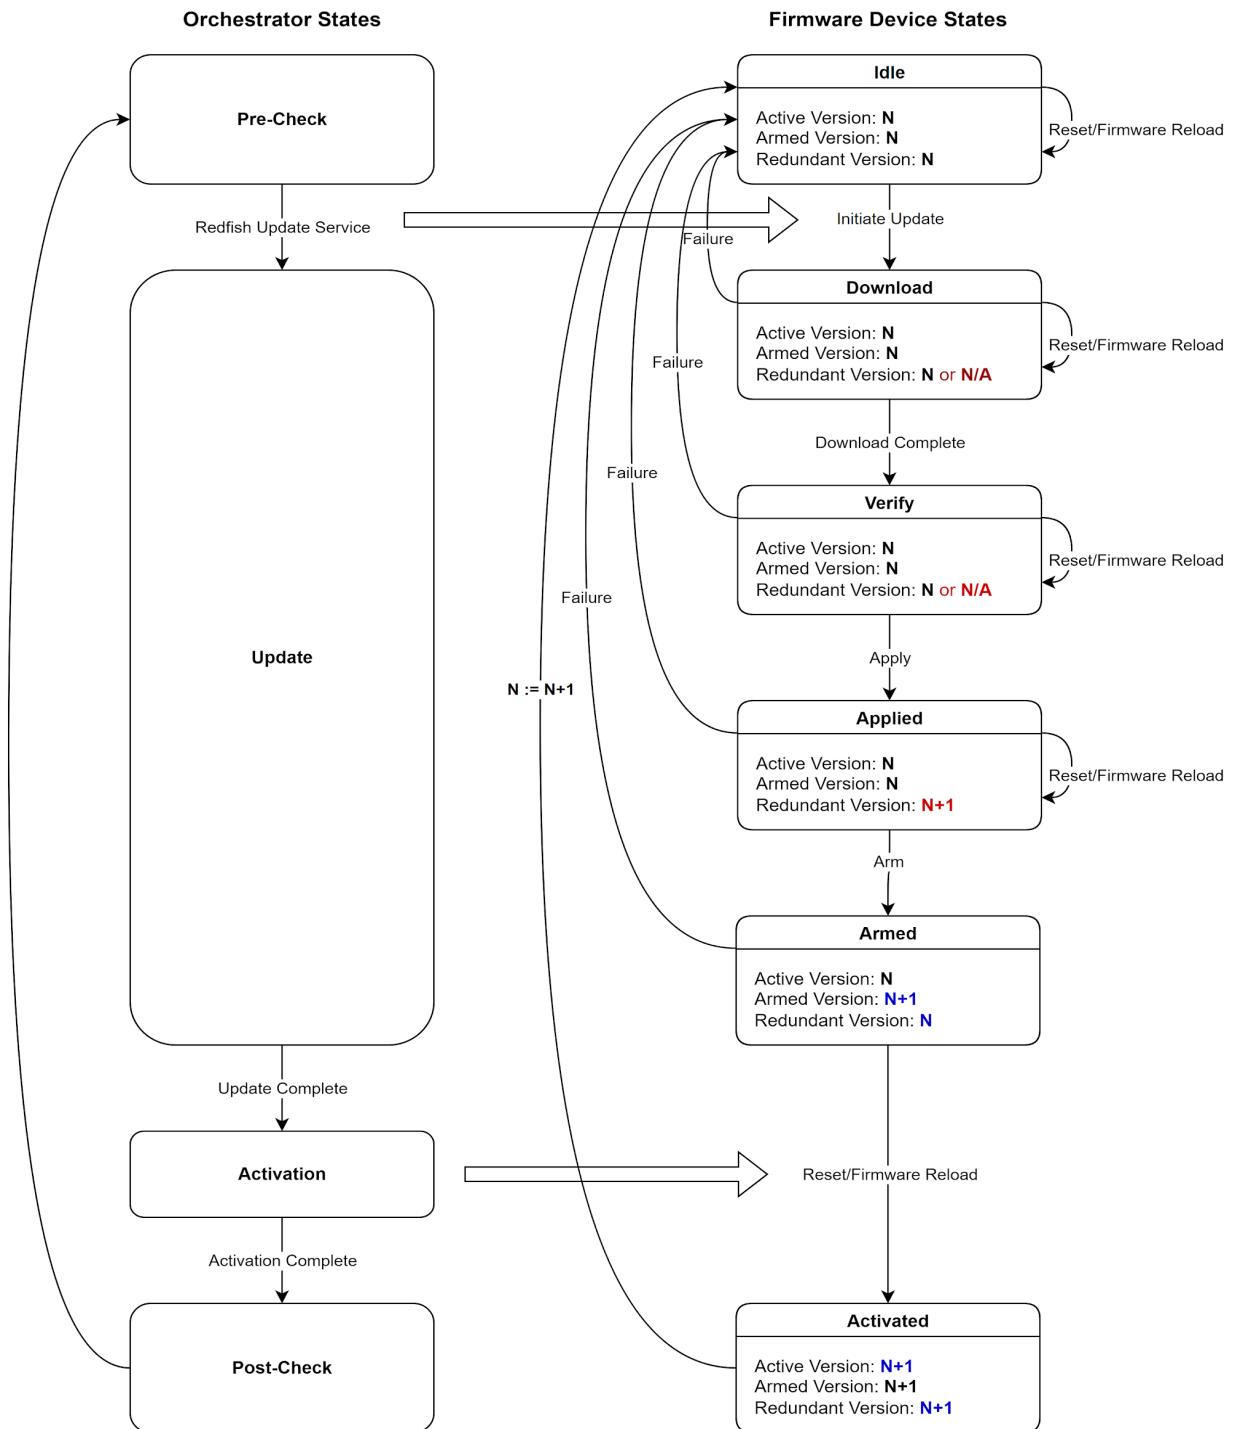 Orchestrator States
Firmware Device States
Pre-Check
Redfish Update Service
Update
Update Complete
Activation
Activation Complete
Post-Check
Idle
Active Version: N
Armed Version: N
Redundant Version: N
Reset/Firmware Reload
Initiate Update
Failure
Download
Active Version: N
Armed Version: N
Redundant Version: N or N/A
Reset/Firmware Reload
Failure
Download Complete
Failure
Verify
Active Version: N
Armed Version: N
Redundant Version: N or N/A
Reset/Firmware Reload
Failure
Apply
N := N+1
Applied
Active Version: N
Armed Version: N
Redundant Version: N+1
Reset/Firmware Reload
Arm
Armed
Active Version: N
Armed Version: N+1
Redundant Version: N
Reset/Firmware Reload
Activated
Active Version: N+1
Armed Version: N+1
Redundant Version: N+1